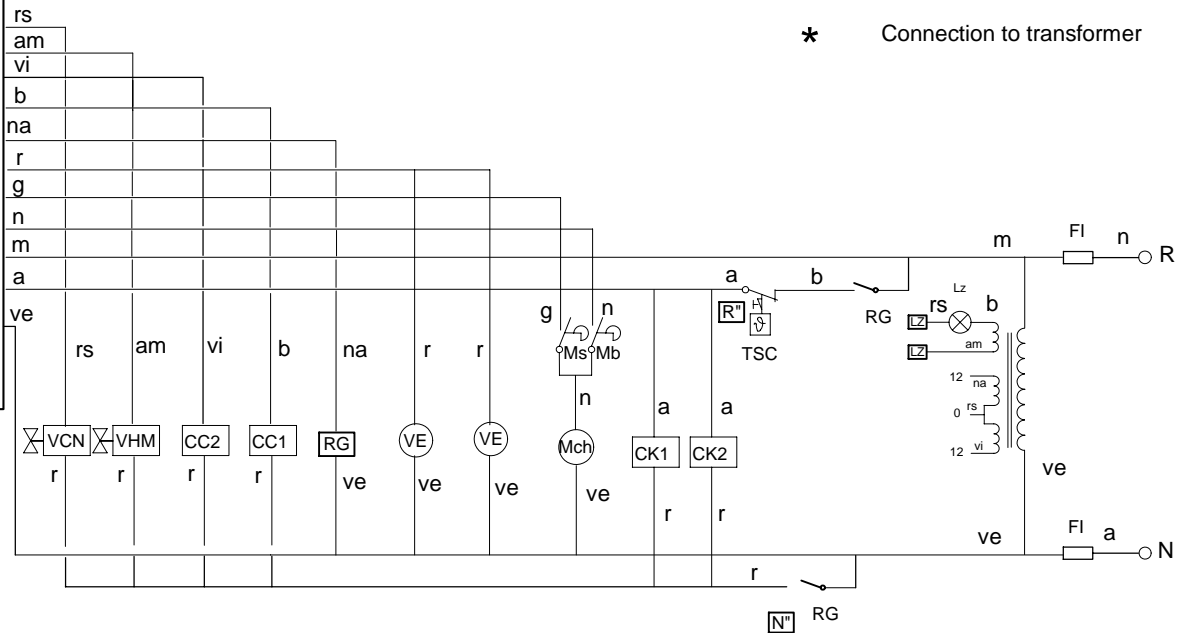 rs
* Connection to transformer
am
vi
b
na
r
g
n
m
m FI n R
a
a b
Lz
rs b
R" RG LZ
ve
g n
am
LZ
ϑ
Ms Mb TSC
rs am vi b na r r
12 na
n
0 rs
a a
VCN VHM CC2 CC1 RG VE VE Mch CK1 CK2
12 vi
r r r r ve ve ve ve
ve
r r
ve FI a N
r
N" RG